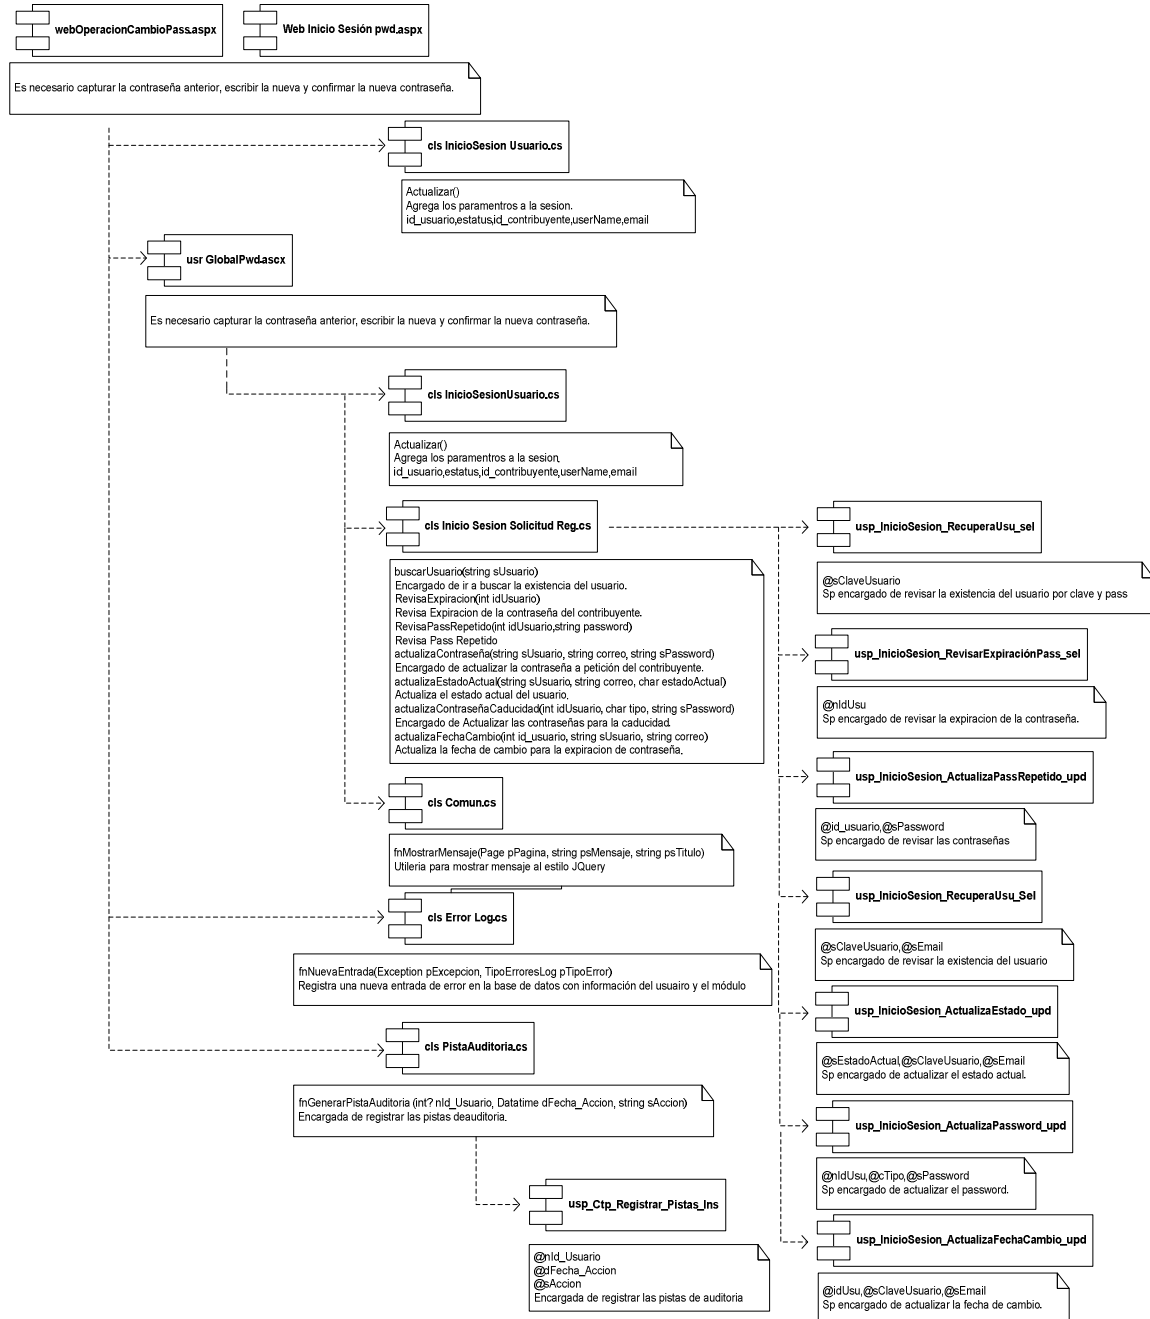 webOperacionCambioPass.aspx
Web Inicio Sesión pwd.aspx
Es necesario capturar la contraseña anterior, escribir la nueva y confirmar la nueva contraseña.
cls InicioSesion Usuario.cs
Actualizar()
Agrega los paramentros a la sesion.
id_usuario,estatus,id_contribuyente,userName,email
usr GlobalPwd.ascx
Es necesario capturar la contraseña anterior, escribir la nueva y confirmar la nueva contraseña.
cls InicioSesionUsuario.cs
Actualizar()
Agrega los paramentros a la sesion.
id_usuario,estatus,id_contribuyente,userName,email
cls Inicio Sesion Solicitud Reg.cs
buscarUsuario(string sUsuario)
Encargado de ir a buscar la existencia del usuario.
RevisaExpiracion(int idUsuario)
Revisa Expiracion de la contraseña del contribuyente.
RevisaPassRepetido(int idUsuario,string password)
Revisa Pass Repetido
actualizaContraseña(string sUsuario, string correo, string sPassword)
Encargado de actualizar la contraseña a petición del contribuyente.
actualizaEstadoActual(string sUsuario, string correo, char estadoActual)
Actualiza el estado actual del usuario.
actualizaContraseñaCaducidad(int idUsuario, char tipo, string sPassword)
Encargado de Actualizar las contraseñas para la caducidad.
actualizaFechaCambio(int id_usuario, string sUsuario, string correo)
Actualiza la fecha de cambio para la expiracion de contraseña.
usp_InicioSesion_RecuperaUsu_sel
@sClaveUsuario
Sp encargado de revisar la existencia del usuario por clave y pass
usp_InicioSesion_RevisarExpiraciónPass_sel
@nIdUsu
Sp encargado de revisar la expiracion de la contraseña.
usp_InicioSesion_ActualizaPassRepetido_upd
@id_usuario,@sPassword
Sp encargado de revisar las contraseñas
cls Comun.cs
fnMostrarMensaje(Page pPagina, string psMensaje, string psTitulo)
Utileria para mostrar mensaje al estilo JQuery
usp_InicioSesion_RecuperaUsu_Sel
@sClaveUsuario,@sEmail
Sp encargado de revisar la existencia del usuario
cls Error Log.cs
fnNuevaEntrada(Exception pExcepcion, TipoErroresLog pTipoError)
Registra una nueva entrada de error en la base de datos con información del usuairo y el módulo
usp_InicioSesion_ActualizaEstado_upd
@sEstadoActual,@sClaveUsuario,@sEmail
Sp encargado de actualizar el estado actual.
cls PistaAuditoria.cs
fnGenerarPistaAuditoria (int? nId_Usuario, Datatime dFecha_Accion, string sAccion)
Encargada de registrar las pistas deauditoria.
usp_InicioSesion_ActualizaPassword_upd
@nIdUsu,@cTipo,@sPassword
Sp encargado de actualizar el password.
usp_Ctp_Registrar_Pistas_Ins
@nId_Usuario
@dFecha_Accion
@sAccion
Encargada de registrar las pistas de auditoria
usp_InicioSesion_ActualizaFechaCambio_upd
@idUsu,@sClaveUsuario,@sEmail
Sp encargado de actualizar la fecha de cambio.